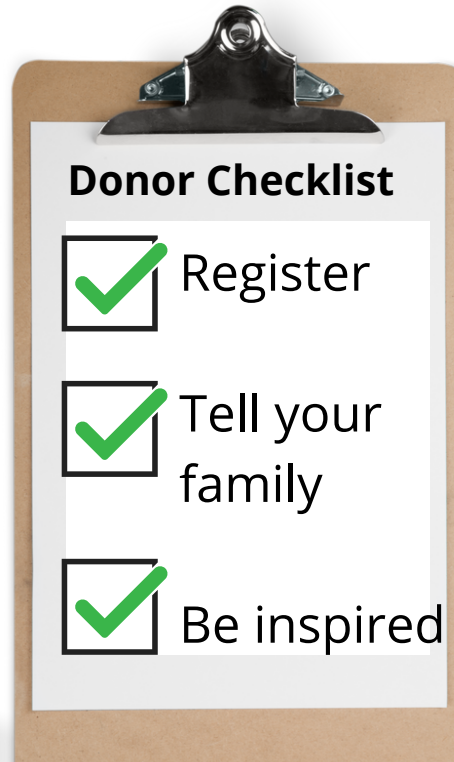 Donor Checklist
Register
Tell your
family
Be inspired